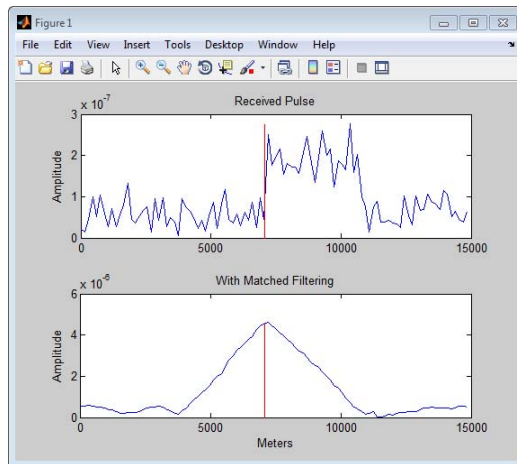 Figure 1
File Edit View Insert Tools Desktop Window Help
Received Pulse
x 10^-7
3
2
1
0
Amplitude
0 5000 10000 15000
With Matched Filtering
x 10^-6
6
4
2
0
Amplitude
0 5000 10000 15000
Meters